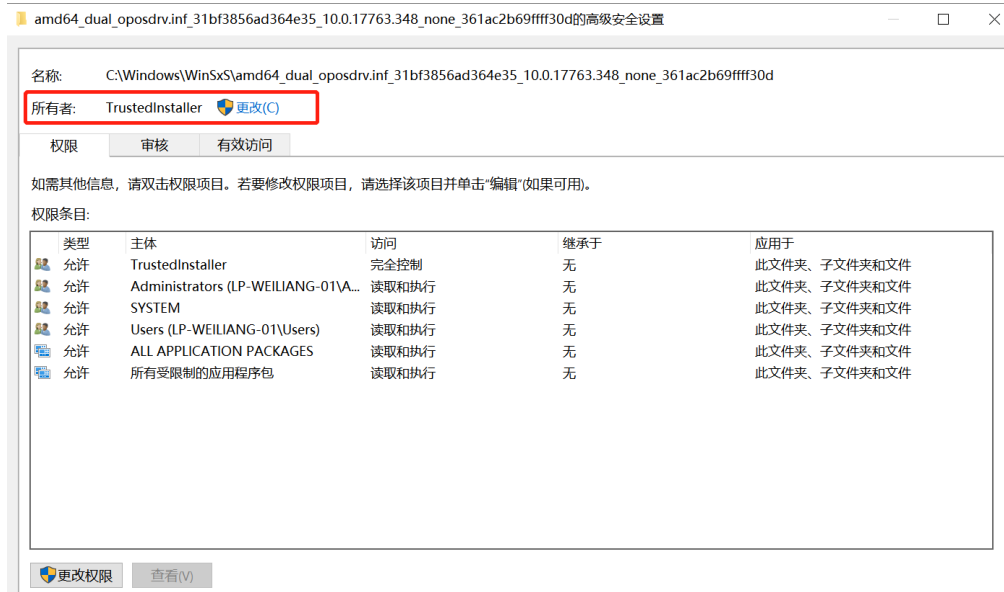 amd64_dual_oposdrv.inf_31bf3856ad364e35_10.0.17763.348_none_361ac2b69ffff30d的高级安全设置
名称: C:\Windows\WinSxS\amd64_dual_oposdrv.inf_31bf3856ad364e35_10.0.17763.348_none_361ac2b69ffff30d
所有者: TrustedInstaller 更改(C)
权限 审核 有效访问
如需其他信息，请双击权限项目。若要修改权限项目，请选择该项目并单击“编辑”(如果可用)。
权限条目:
类型 主体 访问 继承于 应用于
允许 TrustedInstaller 完全控制 无 此文件夹、子文件夹和文件
允许 Administrators (LP-WEILIANG-01\A... 读取和执行 无 此文件夹、子文件夹和文件
允许 SYSTEM 读取和执行 无 此文件夹、子文件夹和文件
允许 Users (LP-WEILIANG-01\Users) 读取和执行 无 此文件夹、子文件夹和文件
允许 ALL APPLICATION PACKAGES 读取和执行 无 此文件夹、子文件夹和文件
允许 所有受限制的应用程序包 读取和执行 无 此文件夹、子文件夹和文件
更改权限 查看(V)